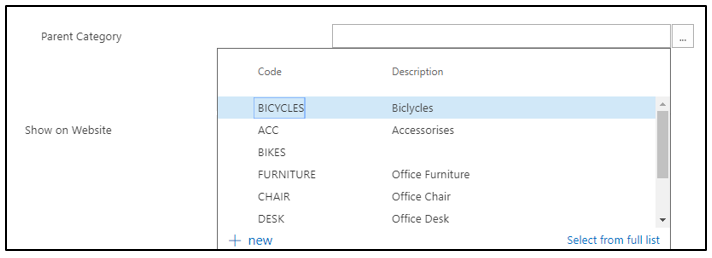 Parent Category
...
Code Description
BICYCLES Biclycles
Show on Website
ACC Accessorises
BIKES
FURNITURE Office Furniture
CHAIR Office Chair
DESK Office Desk
+ new Select from full list